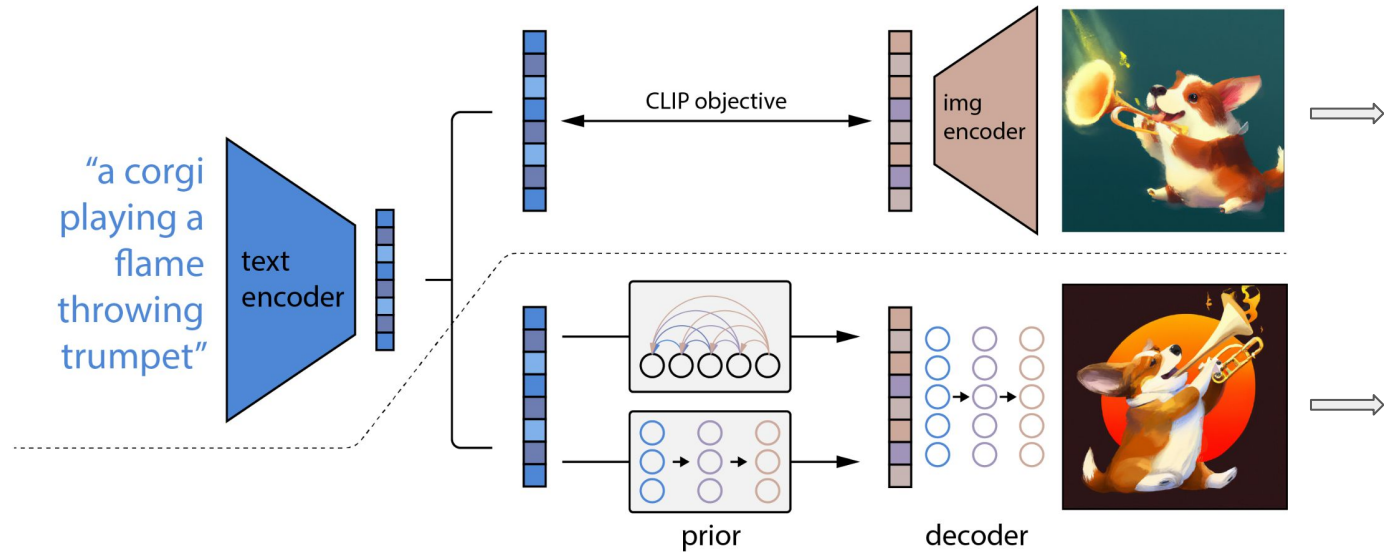 “a corgi
playing a
flame
throwing
trumpet”
text
encoder
CLIP objective
img
encoder
prior
decoder